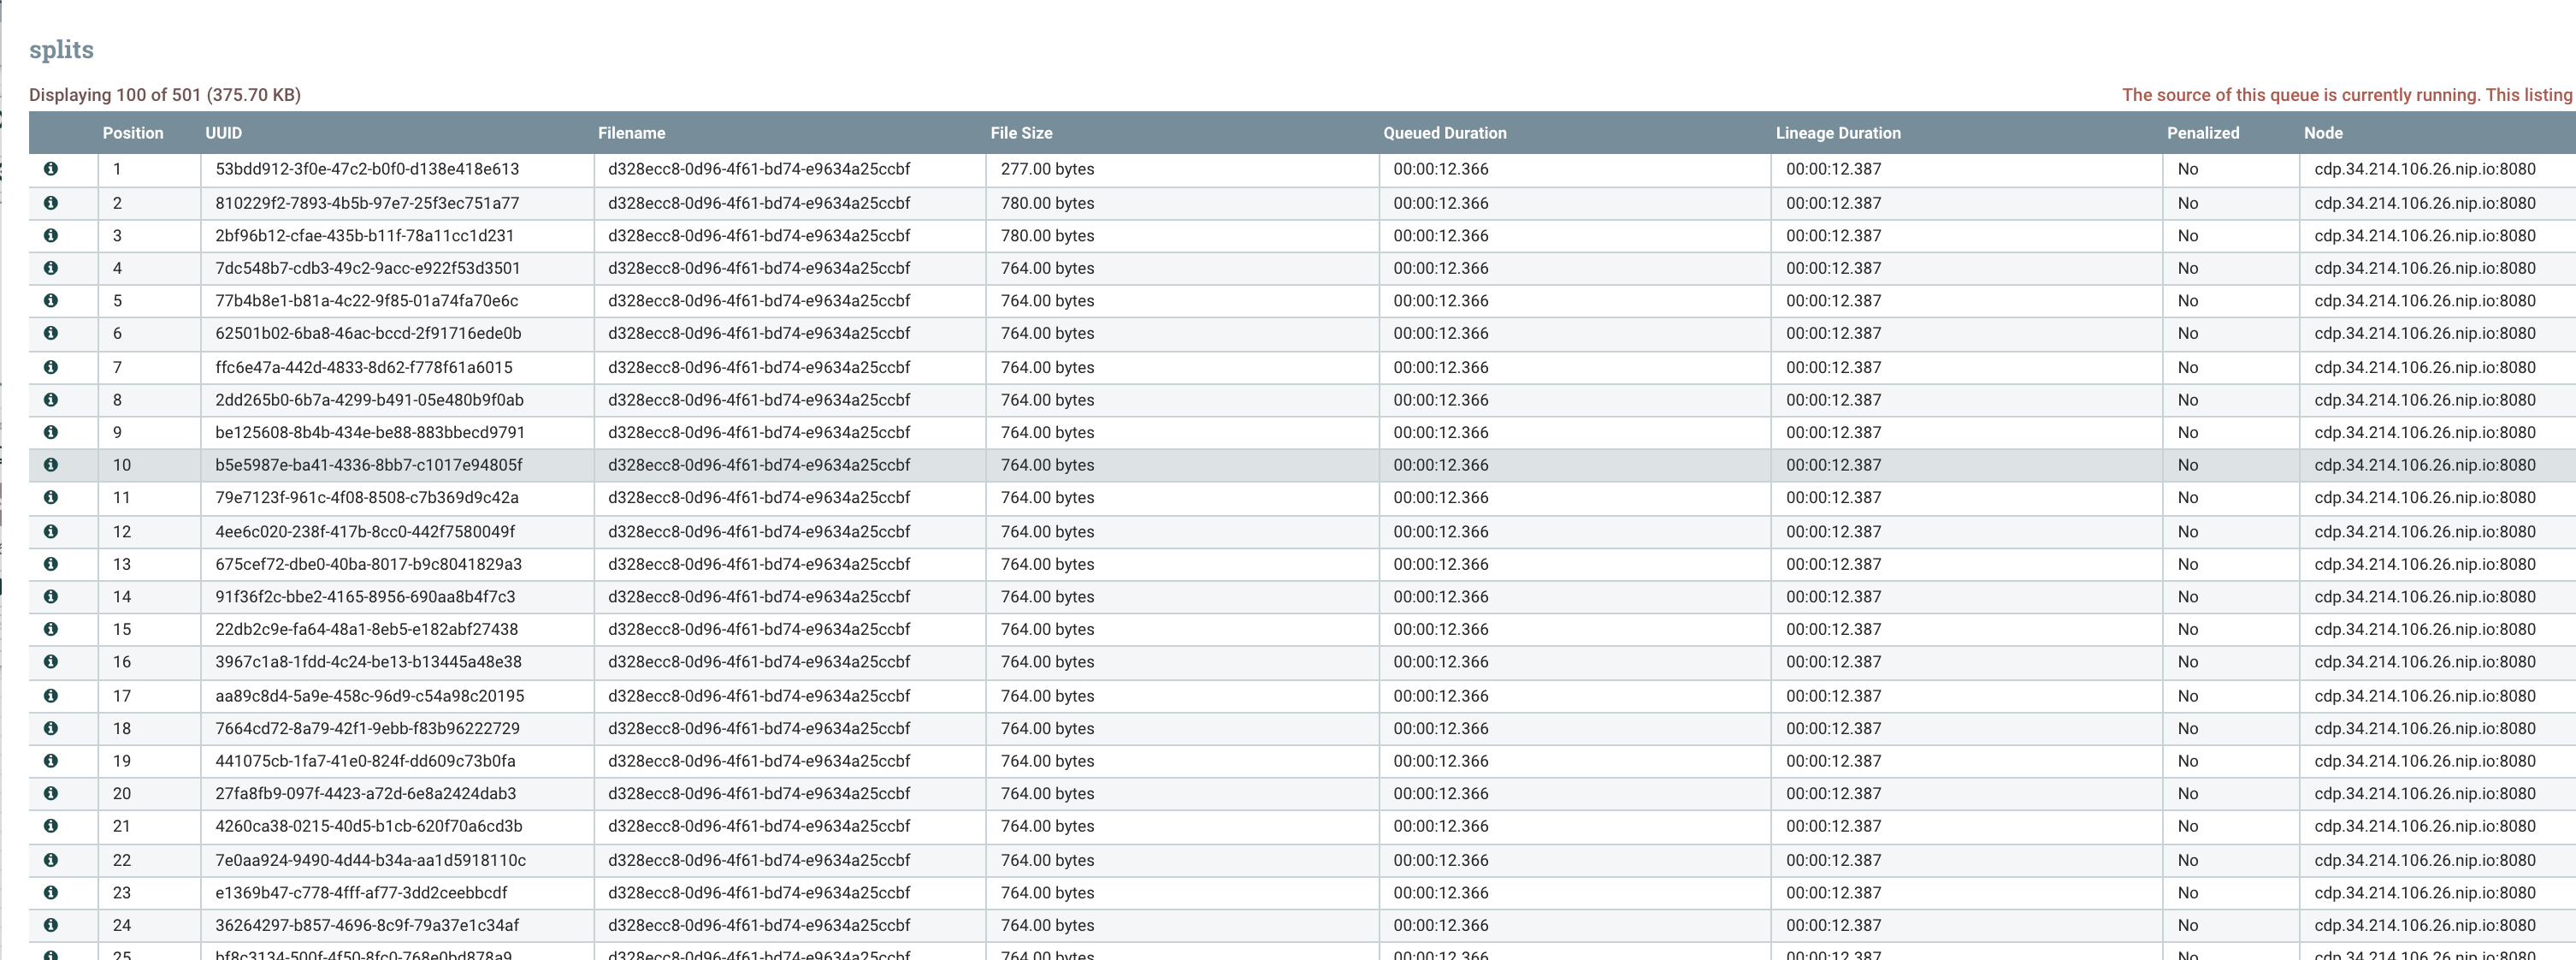 splits
Displaying 100 of 501 (375.70 KB) The source of this queue is currently running. This listing
Position UUID Filename File Size Queued Duration Lineage Duration Penalized Node
1 53bdd912-3f0e-47c2-b0f0-d138e418e613 d328ecc8-0d96-4f61-bd74-e9634a25ccbf 277.00 bytes 00:00:12.366 00:00:12.387 No cdp.34.214.106.26.nip.io:8080
2 810229f2-7893-4b5b-97e7-25f3ec751a77 d328ecc8-0d96-4f61-bd74-e9634a25ccbf 780.00 bytes 00:00:12.366 00:00:12.387 No cdp.34.214.106.26.nip.io:8080
3 2bf96b12-cfae-435b-b11f-78a11cc1d231 d328ecc8-0d96-4f61-bd74-e9634a25ccbf 780.00 bytes 00:00:12.366 00:00:12.387 No cdp.34.214.106.26.nip.io:8080
4 7dc548b7-cdb3-49c2-9acc-e922f53d3501 d328ecc8-0d96-4f61-bd74-e9634a25ccbf 764.00 bytes 00:00:12.366 00:00:12.387 No cdp.34.214.106.26.nip.io:8080
5 77b4b8e1-b81a-4c22-9f85-01a74fa70e6c d328ecc8-0d96-4f61-bd74-e9634a25ccbf 764.00 bytes 00:00:12.366 00:00:12.387 No cdp.34.214.106.26.nip.io:8080
6 62501b02-6ba8-46ac-bccd-2f91716ede0b d328ecc8-0d96-4f61-bd74-e9634a25ccbf 764.00 bytes 00:00:12.366 00:00:12.387 No cdp.34.214.106.26.nip.io:8080
7 ffc6e47a-442d-4833-8d62-f778f61a6015 d328ecc8-0d96-4f61-bd74-e9634a25ccbf 764.00 bytes 00:00:12.366 00:00:12.387 No cdp.34.214.106.26.nip.io:8080
8 2dd265b0-6b7a-4299-b491-05e480b9f0ab d328ecc8-0d96-4f61-bd74-e9634a25ccbf 764.00 bytes 00:00:12.366 00:00:12.387 No cdp.34.214.106.26.nip.io:8080
9 be125608-8b4b-434e-be88-883bbecd9791 d328ecc8-0d96-4f61-bd74-e9634a25ccbf 764.00 bytes 00:00:12.366 00:00:12.387 No cdp.34.214.106.26.nip.io:8080
10 b5e5987e-ba41-4336-8bb7-c1017e94805f d328ecc8-0d96-4f61-bd74-e9634a25ccbf 764.00 bytes 00:00:12.366 00:00:12.387 No cdp.34.214.106.26.nip.io:8080
11 79e7123f-961c-4f08-8508-c7b369d9c42a d328ecc8-0d96-4f61-bd74-e9634a25ccbf 764.00 bytes 00:00:12.366 00:00:12.387 No cdp.34.214.106.26.nip.io:8080
12 4ee6c020-238f-417b-8cc0-442f7580049f d328ecc8-0d96-4f61-bd74-e9634a25ccbf 764.00 bytes 00:00:12.366 00:00:12.387 No cdp.34.214.106.26.nip.io:8080
13 675cef72-dbe0-40ba-8017-b9c8041829a3 d328ecc8-0d96-4f61-bd74-e9634a25ccbf 764.00 bytes 00:00:12.366 00:00:12.387 No cdp.34.214.106.26.nip.io:8080
14 91f36f2c-bbe2-4165-8956-690aa8b4f7c3 d328ecc8-0d96-4f61-bd74-e9634a25ccbf 764.00 bytes 00:00:12.366 00:00:12.387 No cdp.34.214.106.26.nip.io:8080
15 22db2c9e-fa64-48a1-8eb5-e182abf27438 d328ecc8-0d96-4f61-bd74-e9634a25ccbf 764.00 bytes 00:00:12.366 00:00:12.387 No cdp.34.214.106.26.nip.io:8080
16 3967c1a8-1fdd-4c24-be13-b13445a48e38 d328ecc8-0d96-4f61-bd74-e9634a25ccbf 764.00 bytes 00:00:12.366 00:00:12.387 No cdp.34.214.106.26.nip.io:8080
17 aa89c8d4-5a9e-458c-96d9-c54a98c20195 d328ecc8-0d96-4f61-bd74-e9634a25ccbf 764.00 bytes 00:00:12.366 00:00:12.387 No cdp.34.214.106.26.nip.io:8080
18 7664cd72-8a79-42f1-9ebb-f83b96222729 d328ecc8-0d96-4f61-bd74-e9634a25ccbf 764.00 bytes 00:00:12.366 00:00:12.387 No cdp.34.214.106.26.nip.io:8080
19 441075cb-1fa7-41e0-824f-dd609c73b0fa d328ecc8-0d96-4f61-bd74-e9634a25ccbf 764.00 bytes 00:00:12.366 00:00:12.387 No cdp.34.214.106.26.nip.io:8080
20 27fa8fb9-097f-4423-a72d-6e8a2424dab3 d328ecc8-0d96-4f61-bd74-e9634a25ccbf 764.00 bytes 00:00:12.366 00:00:12.387 No cdp.34.214.106.26.nip.io:8080
21 4260ca38-0215-40d5-b1cb-620f70a6cd3b d328ecc8-0d96-4f61-bd74-e9634a25ccbf 764.00 bytes 00:00:12.366 00:00:12.387 No cdp.34.214.106.26.nip.io:8080
22 7e0aa924-9490-4d44-b34a-aa1d5918110c d328ecc8-0d96-4f61-bd74-e9634a25ccbf 764.00 bytes 00:00:12.366 00:00:12.387 No cdp.34.214.106.26.nip.io:8080
23 e1369b47-c778-4fff-af77-3dd2ceebbcdf d328ecc8-0d96-4f61-bd74-e9634a25ccbf 764.00 bytes 00:00:12.366 00:00:12.387 No cdp.34.214.106.26.nip.io:8080
24 36264297-b857-4696-8c9f-79a37e1c34af d328ecc8-0d96-4f61-bd74-e9634a25ccbf 764.00 bytes 00:00:12.366 00:00:12.387 No cdp.34.214.106.26.nip.io:8080
25 bf8c3134-500f-4f50-8fc0-768e0bd878a9 d328ecc8-0d96-4f61-bd74-e9634a25ccbf 764.00 bytes 00:00:12.366 00:00:12.387 No cdp.34.214.106.26.nip.io:8080